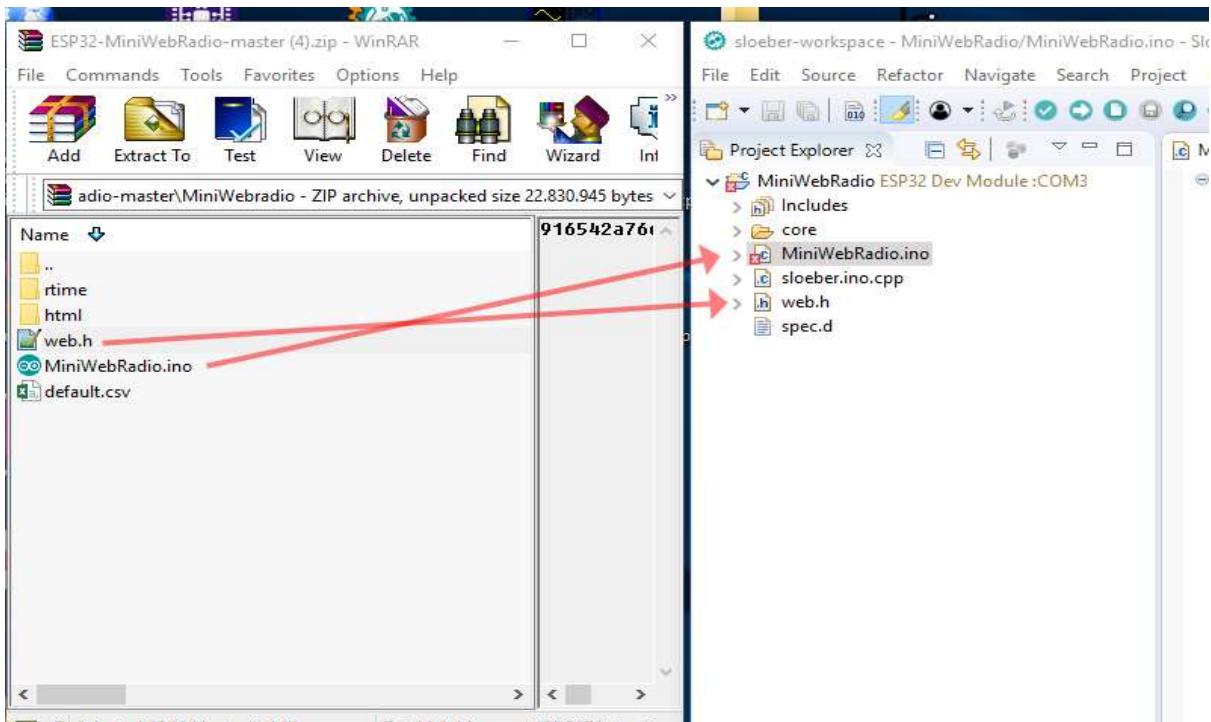 ESP32-MiniWebRadio-master (4).zip - WinRAR
File Commands Tools Favorites Options Help
Add Extract To Test View Delete Find Wizard
adio-master\MiniWebradio - ZIP archive, unpacked size 22.830.945 bytes
Name
916542a76
..
rtime
html
web.h
MiniWebRadio.ino
default.csv
sloeber-workspace - MiniWebRadio/MiniWebRadio.ino -
File Edit Source Refactor Navigate Search Project
010
Project Explorer
MiniWebRadio ESP32 Dev Module :COM3
Includes
core
MiniWebRadio.ino
sloeber.ino.cpp
web.h
spec.d